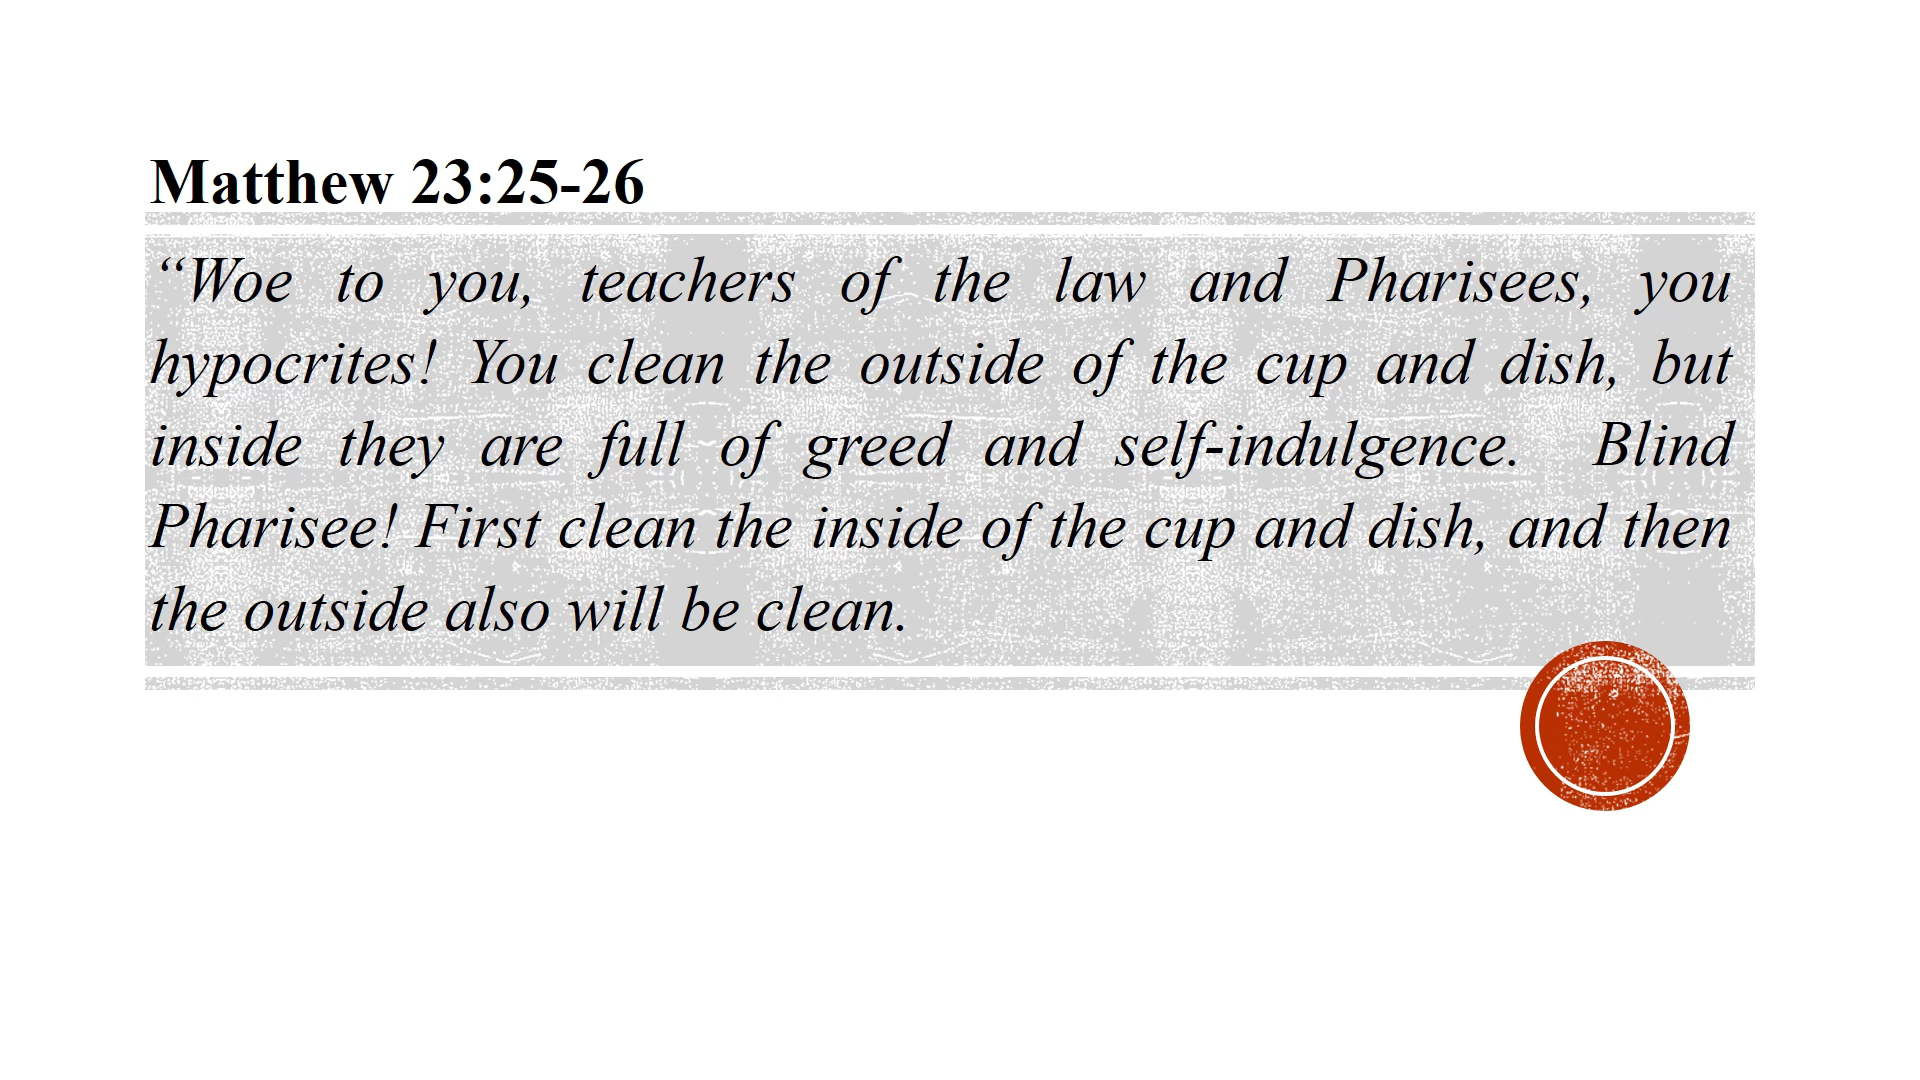 Matthew 23:25-26
“Woe to you, teachers of the law and Pharisees, you
hypocrites! You clean the outside of the cup and dish, but
inside they are full of greed and self-indulgence.  Blind
Pharisee! First clean the inside of the cup and dish, and then
the outside also will be clean.